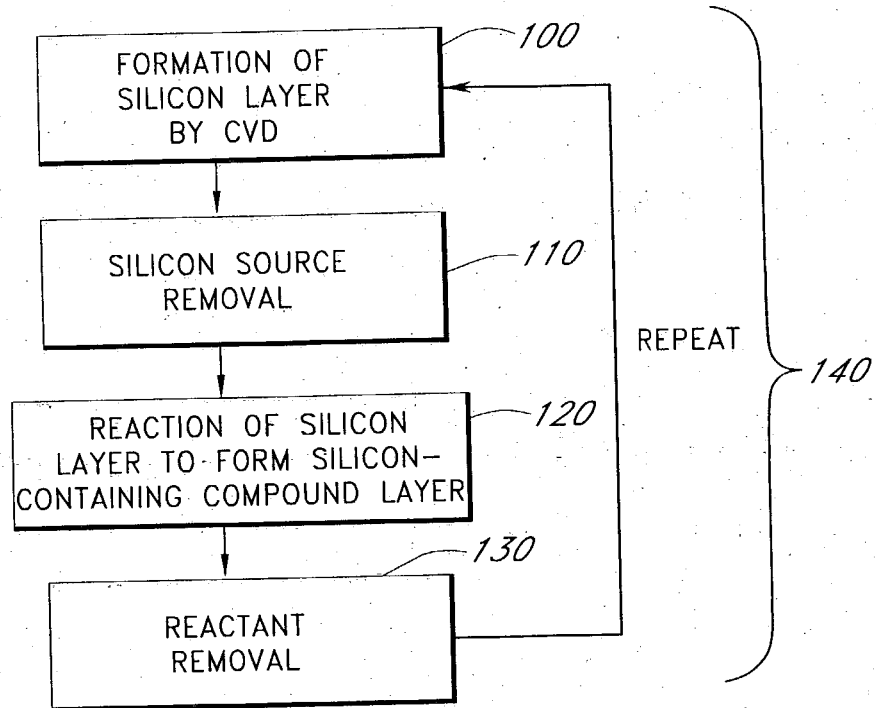 100
FORMATION OF
SILICON LAYER
BY CVD
110
SILICON SOURCE
REMOVAL
REPEAT
140
120
REACTION OF SILICON
LAYER TO FORM SILICON-
CONTAINING COMPOUND LAYER
130
REACTANT
REMOVAL